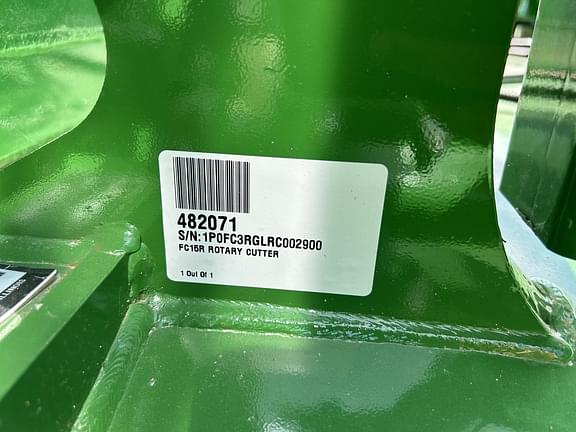 482071
S/N:1P0FC3RGLRC002900
FC15R ROTARY CUTTER
1 Out Of 1